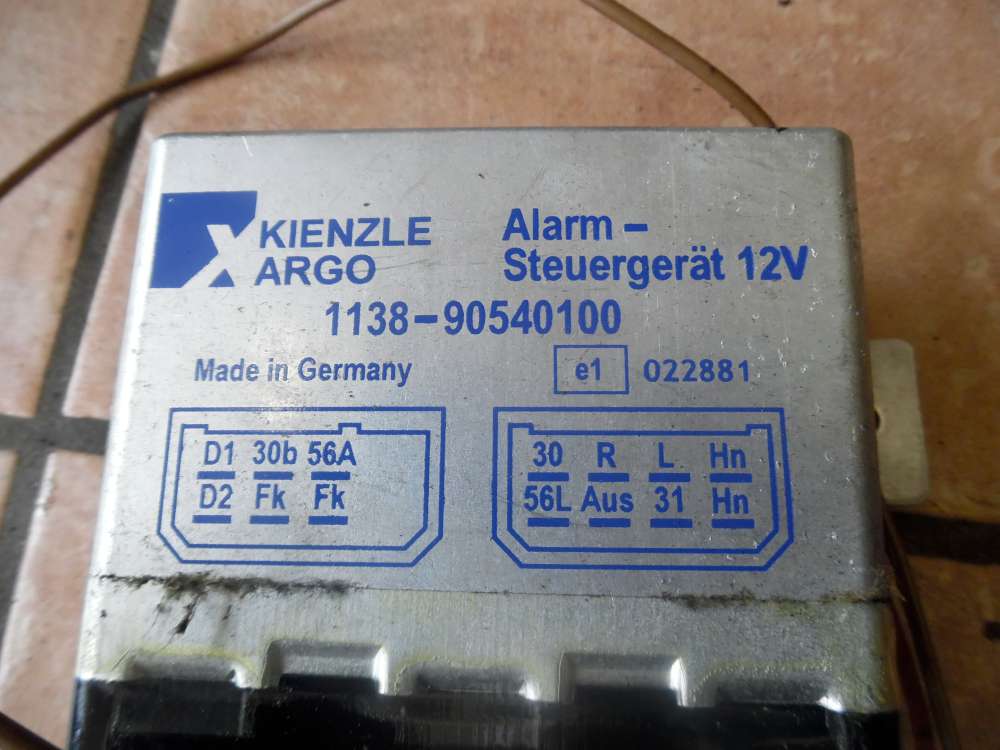 KIENZLE
ARGO
Alarm –
Steuergerät 12V
1138-90540100
Made in Germany
e1 022881
D1 30b 56A
D2 Fk Fk
30 R L Hn
56L Aus 31 Hn